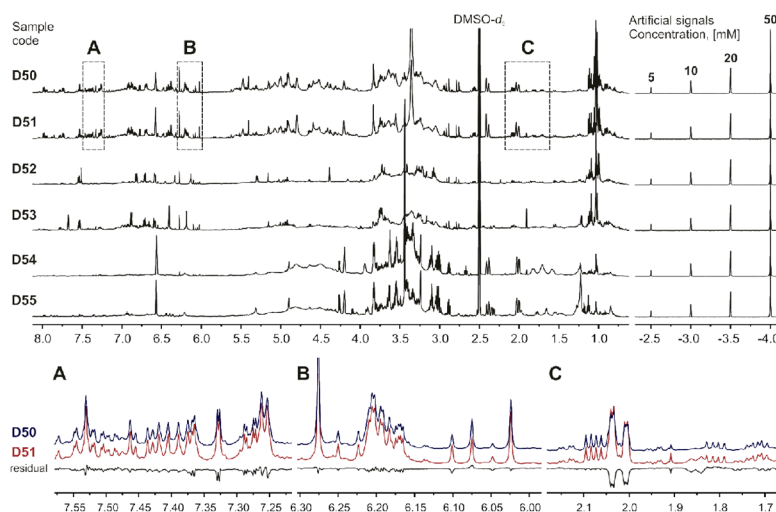 Sample code
DMSO-d6
Artificial signals
Concentration, [mM]
A
B
C
50
20
10
5
D50
D51
D52
D53
D54
D55
8.0 7.5 7.0 6.5 6.0 5.5 5.0 4.5 4.0 3.5 3.0 2.5 2.0 1.5 1.0
-2.5 -3.0 -3.5 -4.0
A
B
C
D50
D51
residual
7.55 7.50 7.45 7.40 7.35 7.30 7.25
6.30 6.25 6.20 6.15 6.10 6.05 6.00
2.1 2.0 1.9 1.8 1.7